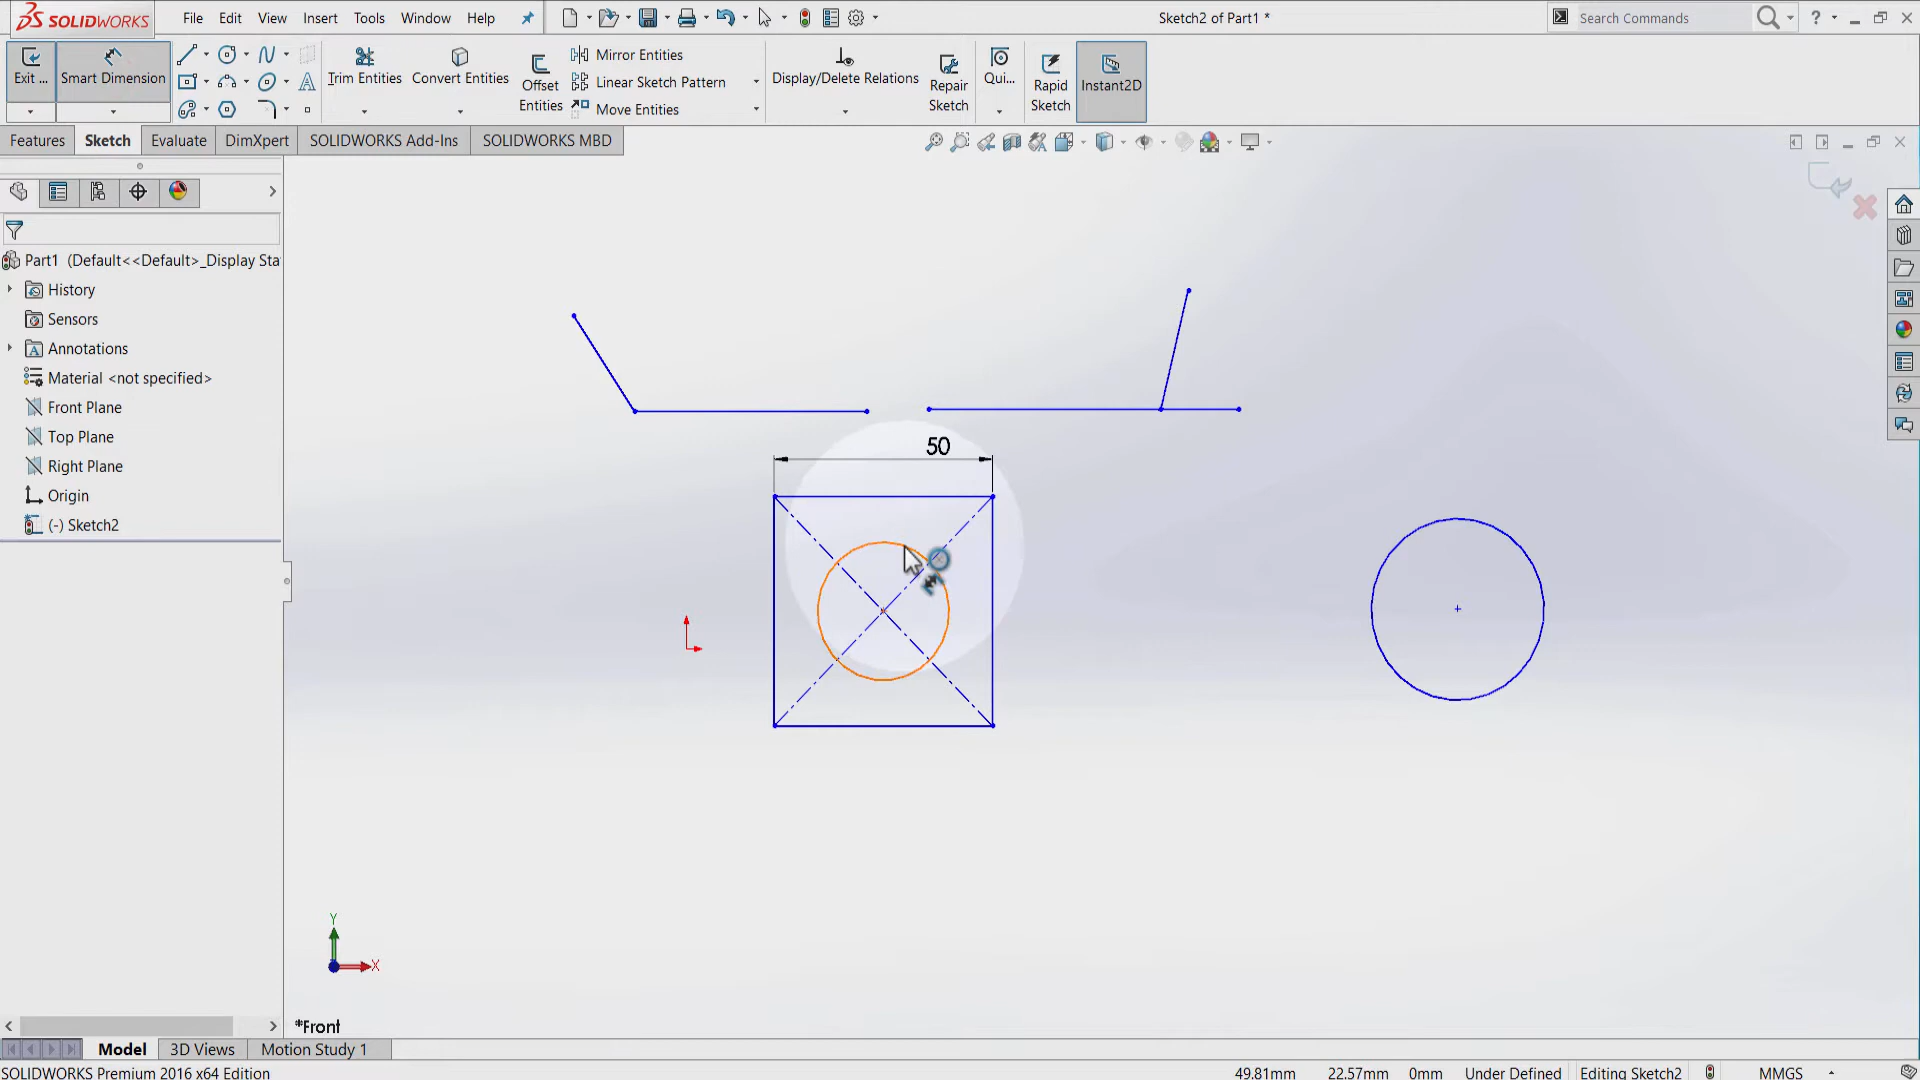 SOLIDWORKS File Edit View Insert Tools Window Help Sketch2 of Part1 * Search Commands ?
Exit ... Smart Dimension Trim Entities Convert Entities Offset Entities Mirror Entities Display/Delete Relations Repair Sketch Qui... Rapid Sketch Instant2D
Linear Sketch Pattern
Move Entities
Features Sketch Evaluate DimXpert SOLIDWORKS Add-Ins SOLIDWORKS MBD
Part1 (Default<<Default>_Display Sta
History
Sensors
Annotations
Material <not specified>
Front Plane
Top Plane
Right Plane
Origin
(-) Sketch2
50
Y
X
*Front
Model 3D Views Motion Study 1
SOLIDWORKS Premium 2016 x64 Edition 49.81mm 22.57mm 0mm Under Defined Editing Sketch2 MMGS